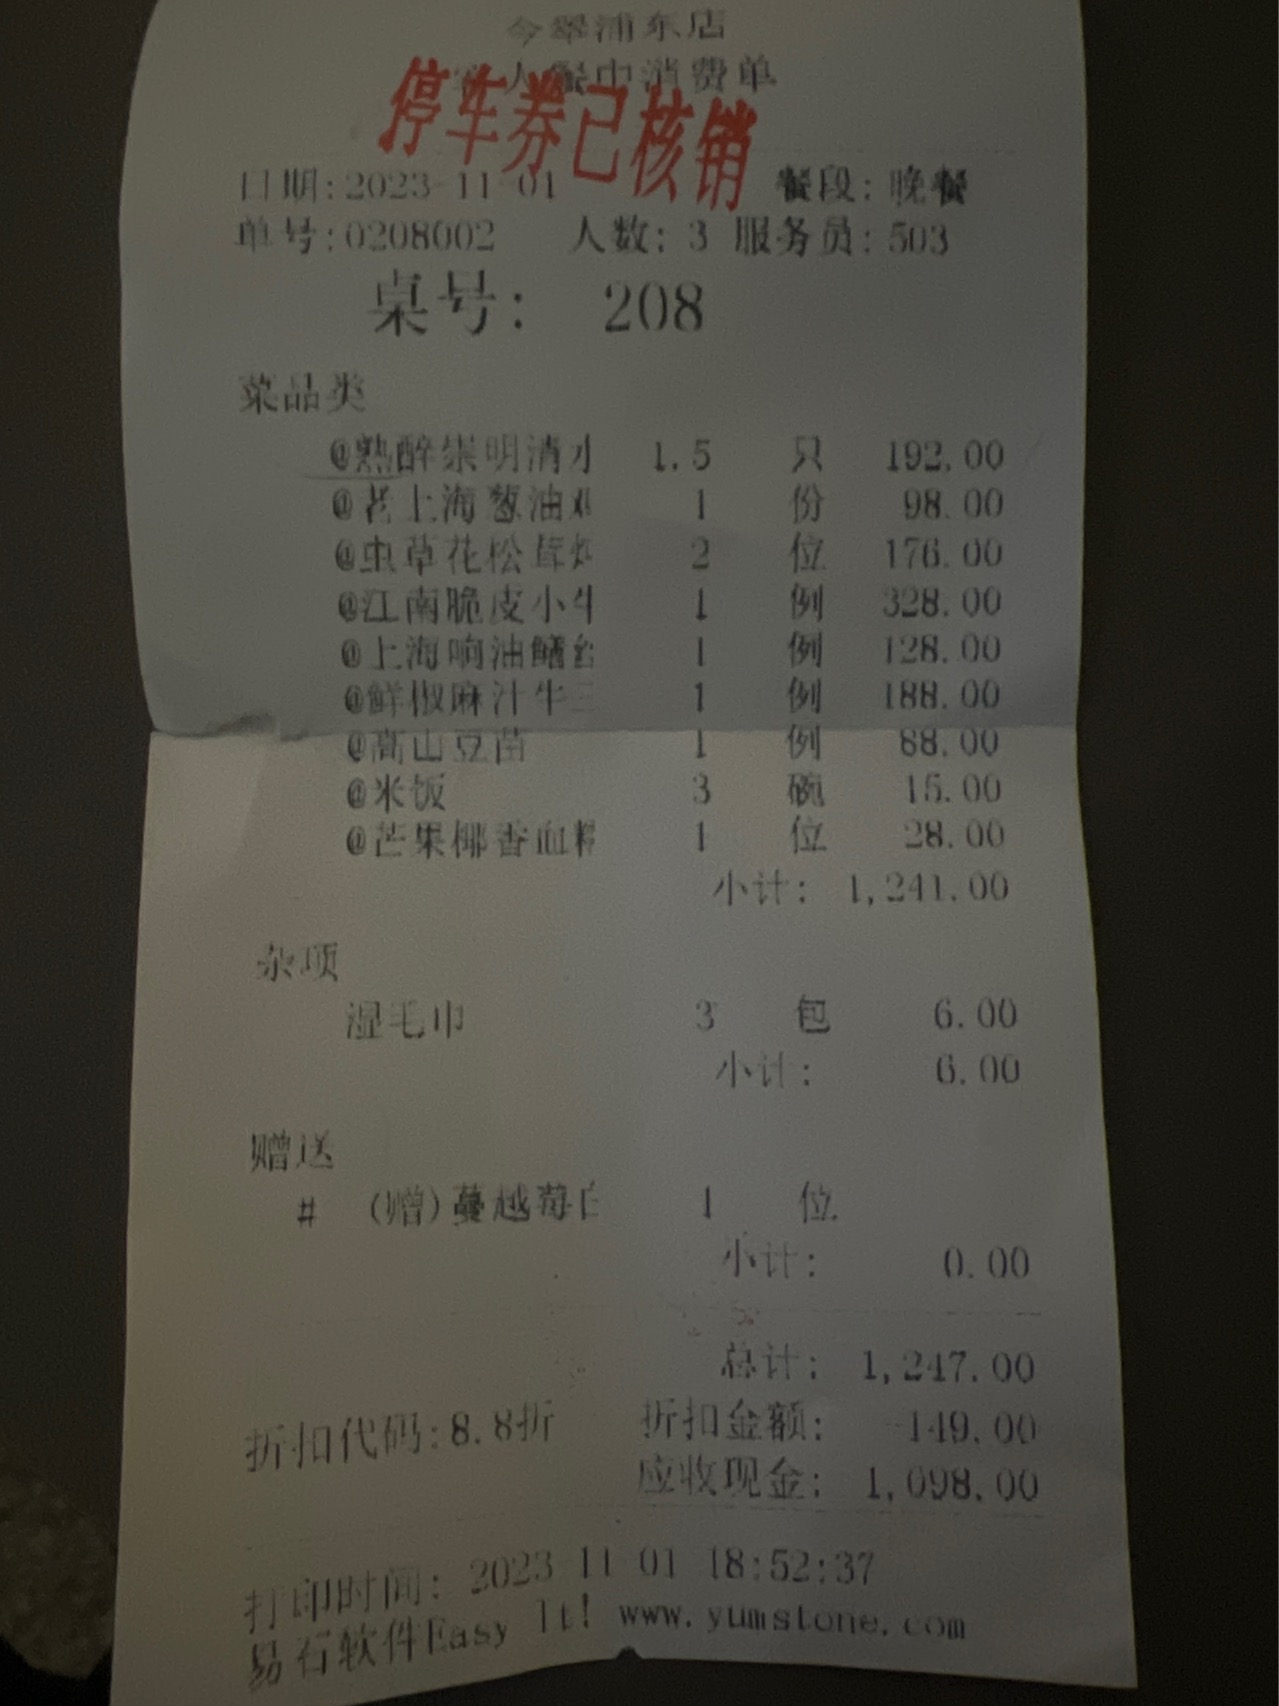 今翠浦东店
人餐中消费单
停车券已核销
日期:2023-11-01 餐段:晚餐
单号:0208002 人数:3 服务员:503
桌号: 208
菜品类
@熟醉崇明清水 1.5 只 192.00
@老上海葱油 1 份 98.00
@虫草花松茸 2 位 176.00
@江南脆皮小牛 1 例 328.00
@上海响油鳝 1 例 128.00
@鲜椒麻汁牛 1 例 188.00
@高山豆苗 1 例 88.00
@米饭 3 碗 15.00
@芒果椰香血糯 1 位 28.00
小计: 1,241.00
杂项
湿毛巾 3 包 6.00
小计: 6.00
赠送
# (赠)蔓越莓白 1 位
小计: 0.00
总计: 1,247.00
折扣代码:8.8折 折扣金额: -149.00
应收现金: 1,098.00
打印时间: 2023-11-01 18:52:37
易石软件Easy It! www.yumstone.com